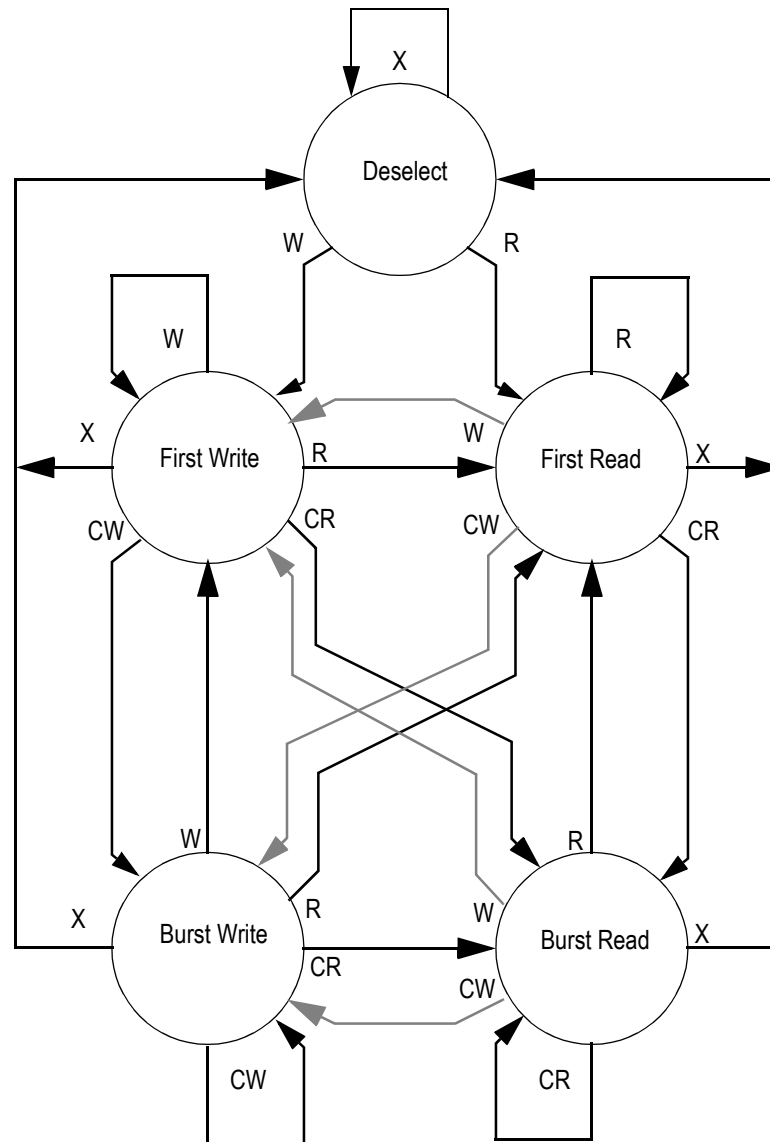 X
Deselect
W
R
W
R
X
W
First Write
R
First Read
X
CW
CR
CW
CR
W
R
X
R
W
X
Burst Write
Burst Read
CR
CW
CW
CR